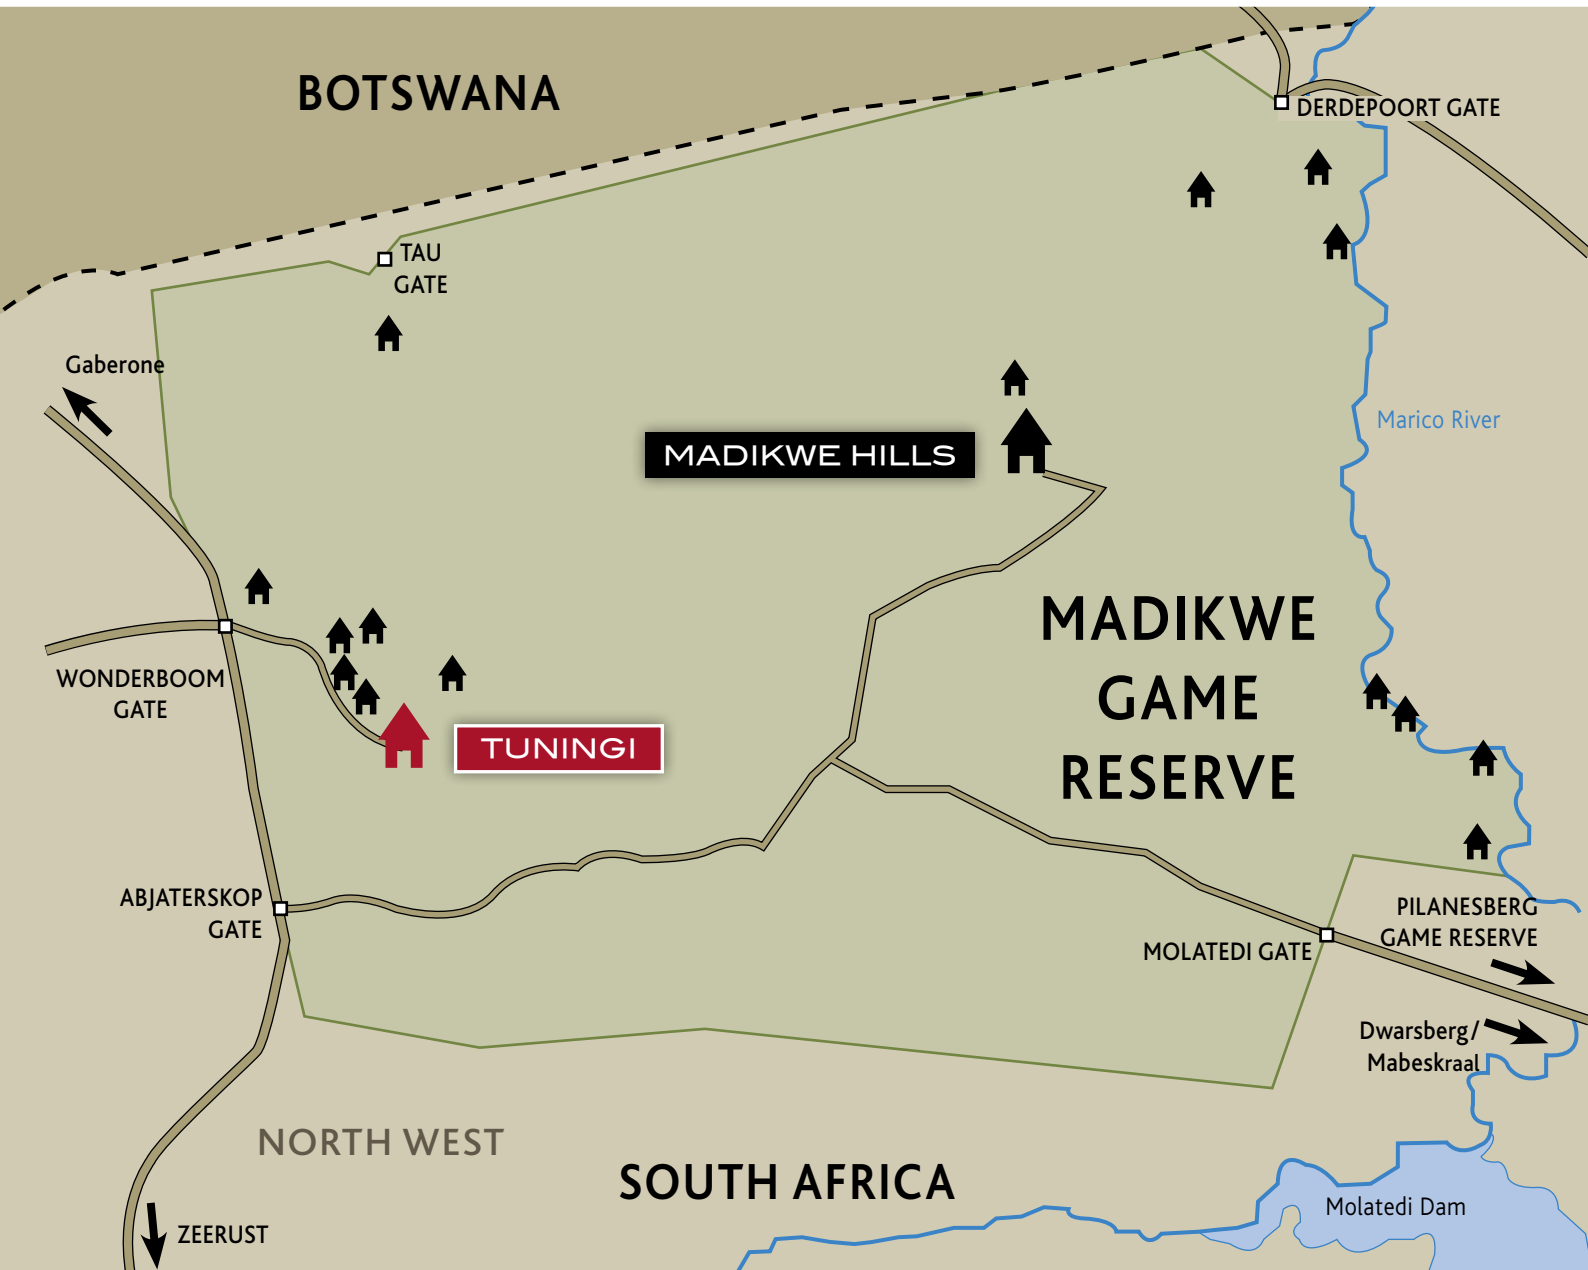 BOTSWANA
DERDEPOORT GATE
TAU
GATE
Gaberone
Marico River
MADIKWE HILLS
MADIKWE
GAME
RESERVE
WONDERBOOM
GATE
TUNINGI
ABJATERSKOP
GATE
PILANESBERG
GAME RESERVE
MOLATEDI GATE
Dwarsberg/
Mabeskraal
NORTH WEST
SOUTH AFRICA
Molatedi Dam
ZEERUST